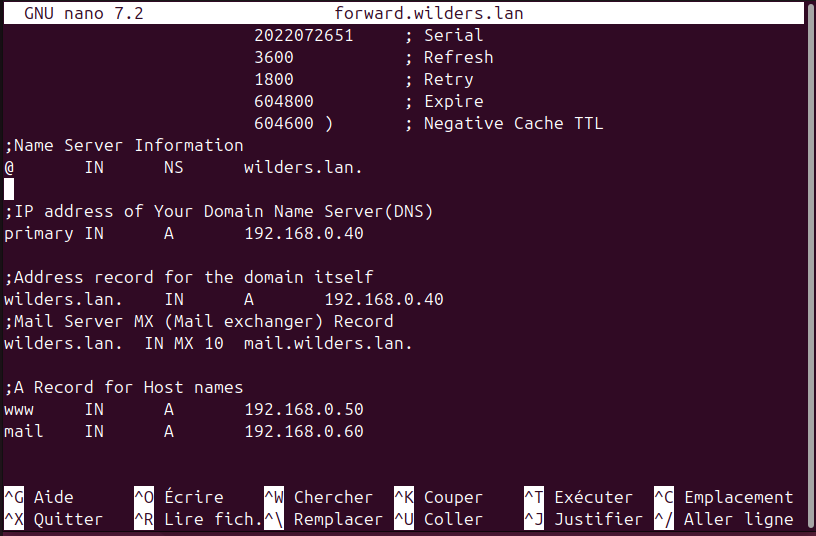 GNU nano 7.2                   forward.wilders.lan
                         2022072651     ; Serial
                         3600           ; Refresh
                         1800           ; Retry
                         604800         ; Expire
                         604600 )       ; Negative Cache TTL
;Name Server Information
@       IN      NS      wilders.lan.
;IP address of Your Domain Name Server(DNS)
primary IN      A       192.168.0.40
;Address record for the domain itself
wilders.lan.    IN      A       192.168.0.40
;Mail Server MX (Mail exchanger) Record
wilders.lan.  IN MX 10  mail.wilders.lan.
;A Record for Host names
www     IN      A       192.168.0.50
mail    IN      A       192.168.0.60
^G Aide      ^O Écrire    ^W Chercher  ^K Couper    ^T Exécuter  ^C Emplacement
^X Quitter   ^R Lire fich.^\ Remplacer ^U Coller    ^J Justifier ^/ Aller ligne